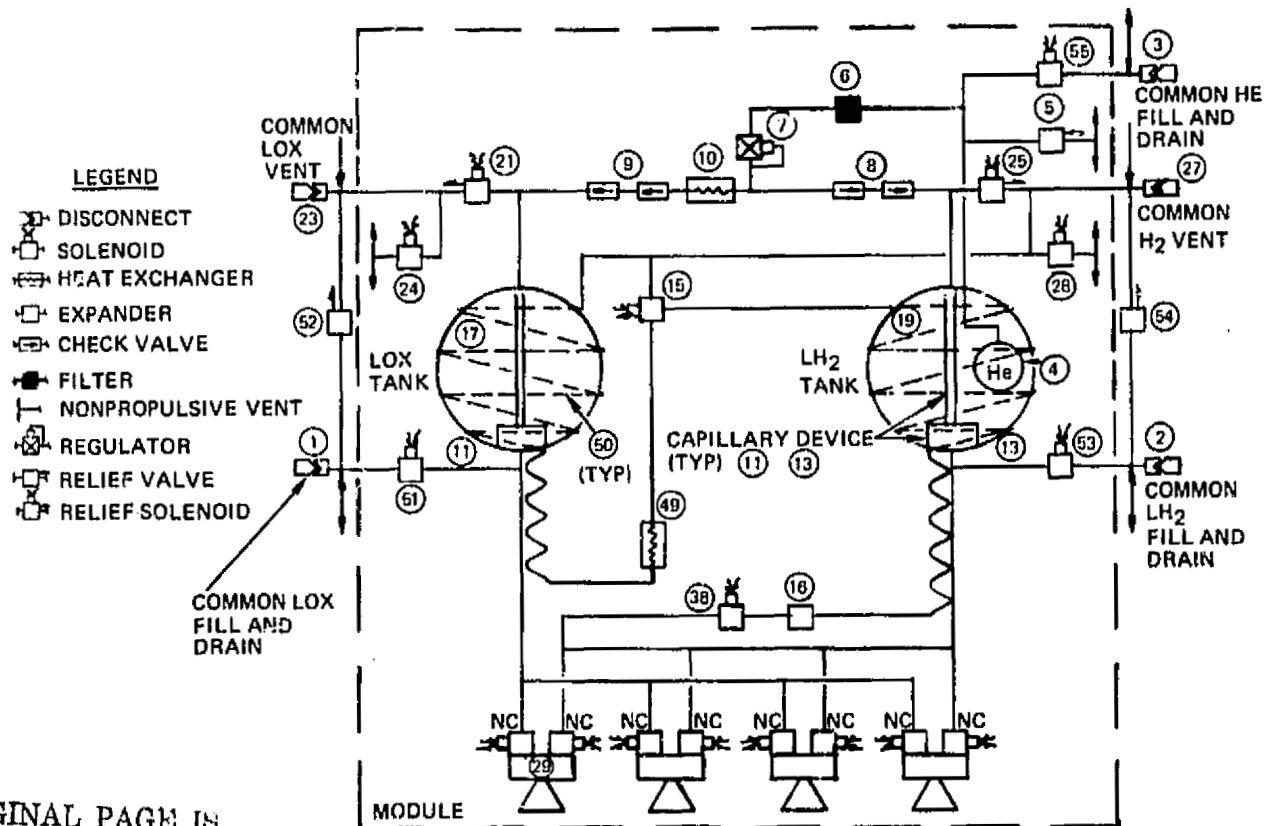 LEGEND
DISCONNECT
SOLENOID
HEAT EXCHANGER
EXPANDER
CHECK VALVE
FILTER
NONPROPULSIVE VENT
REGULATOR
RELIEF VALVE
RELIEF SOLENOID
COMMON
LOX
VENT
23
21
9
10
7
6
8
25
55
3
COMMON HE
FILL AND
DRAIN
5
27
COMMON
H2 VENT
24
28
52
54
15
17
LOX
TANK
19
LH2
TANK
He
4
50
(TYP)
CAPILLARY DEVICE
(TYP) 11 13
1
51
11
13
53
2
COMMON
LH2
FILL AND
DRAIN
49
COMMON LOX
FILL AND
DRAIN
38
16
NC NC NC NC NC NC NC NC
29
MODULE
PAGE IS